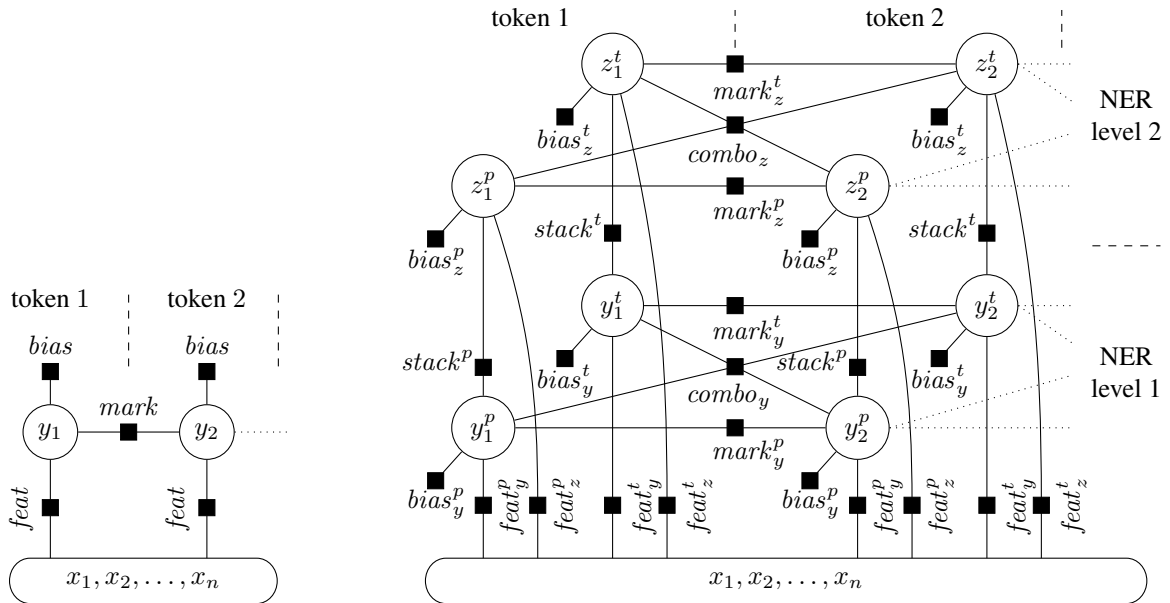 token 1
token 2
bias
bias
mark
y_1
y_2
feat
feat
x_1, x_2, …, x_n
token 1
token 2
z_1^t
z_2^t
mark_z^t
NER
level 2
bias_z^t
bias_z^t
combo_z
z_1^p
z_2^p
mark_z^p
stack^t
stack^t
bias_z^p
bias_z^p
y_1^t
y_2^t
mark_y^t
NER
level 1
stack^p
stack^p
bias_y^t
bias_y^t
combo_y
y_1^p
y_2^p
mark_y^p
bias_y^p
bias_y^p
feat_y^p
feat_z^p
feat_y^t
feat_z^t
feat_y^p
feat_z^p
feat_y^t
feat_z^t
x_1, x_2, …, x_n